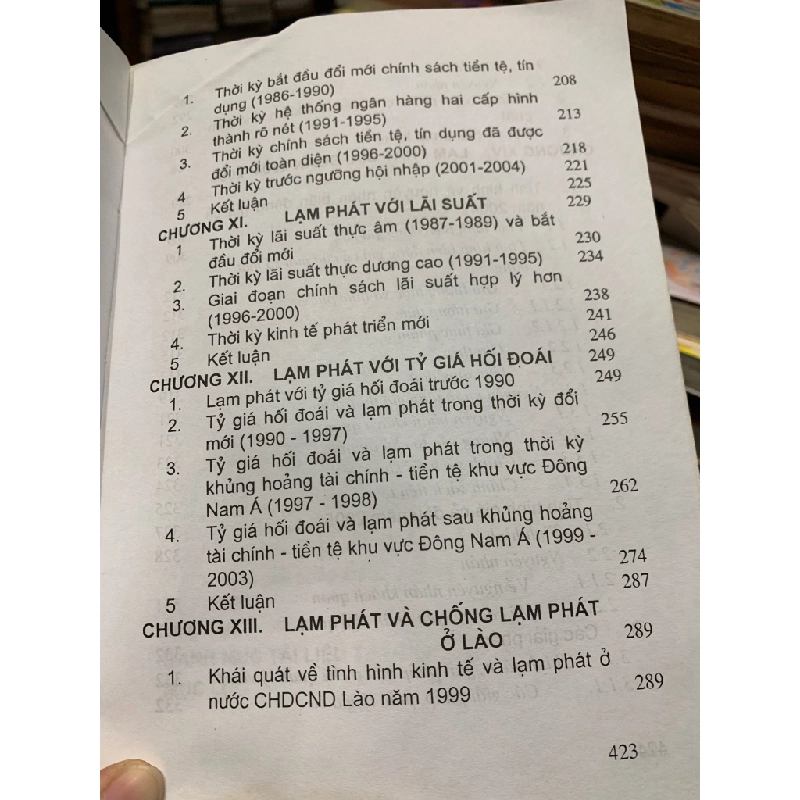 1. Thời kỳ bắt đầu đổi mới chính sách tiền tệ, tín
dụng (1986-1990) 208
2. Thời kỳ hệ thống ngân hàng hai cấp hình
thành rõ nét (1991-1995) 213
3. Thời kỳ chính sách tiền tệ, tín dụng đã được
đổi mới toàn diện (1996-2000) 218
4 Thời kỳ trước ngưỡng hội nhập (2001-2004) 221
5 Kết luận 225
CHƯƠNG XI. LẠM PHÁT VỚI LÃI SUẤT 229
1 Thời kỳ lãi suất thực âm (1987-1989) và bắt
đầu đổi mới 230
2. Thời kỳ lãi suất thực dương cao (1991-1995) 234
3. Giai đoạn chính sách lãi suất hợp lý hơn
(1996-2000) 238
4. Thời kỳ kinh tế phát triển mới 241
5 Kết luận 246
CHƯƠNG XII. LẠM PHÁT VỚI TỶ GIÁ HỐI ĐOÁI 249
1. Lạm phát với tỷ giá hối đoái trước 1990 249
2. Tỷ giá hối đoái và lạm phát trong thời kỳ đổi
mới (1990 - 1997) 255
3. Tỷ giá hối đoái và lạm phát trong thời kỳ
khủng hoảng tài chính - tiền tệ khu vực Đông
Nam Á (1997 - 1998) 262
4. Tỷ giá hối đoái và lạm phát sau khủng hoảng
tài chính - tiền tệ khu vực Đông Nam Á (1999 -
2003) 274
5 Kết luận 287
CHƯƠNG XIII. LẠM PHÁT VÀ CHỐNG LẠM PHÁT
Ở LÀO 289
1. Khái quát về tình hình kinh tế và lạm phát ở
nước CHDCND Lào năm 1999 289
423